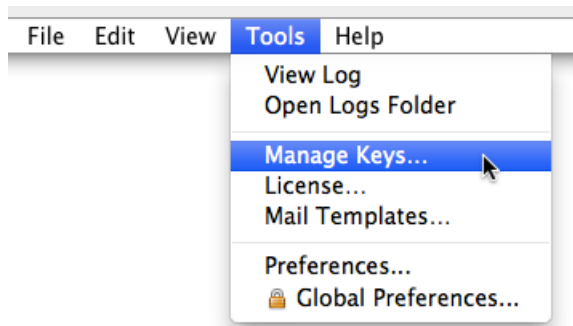 File Edit View Tools Help
View Log
Open Logs Folder
Manage Keys...
License...
Mail Templates...
Preferences...
Global Preferences...